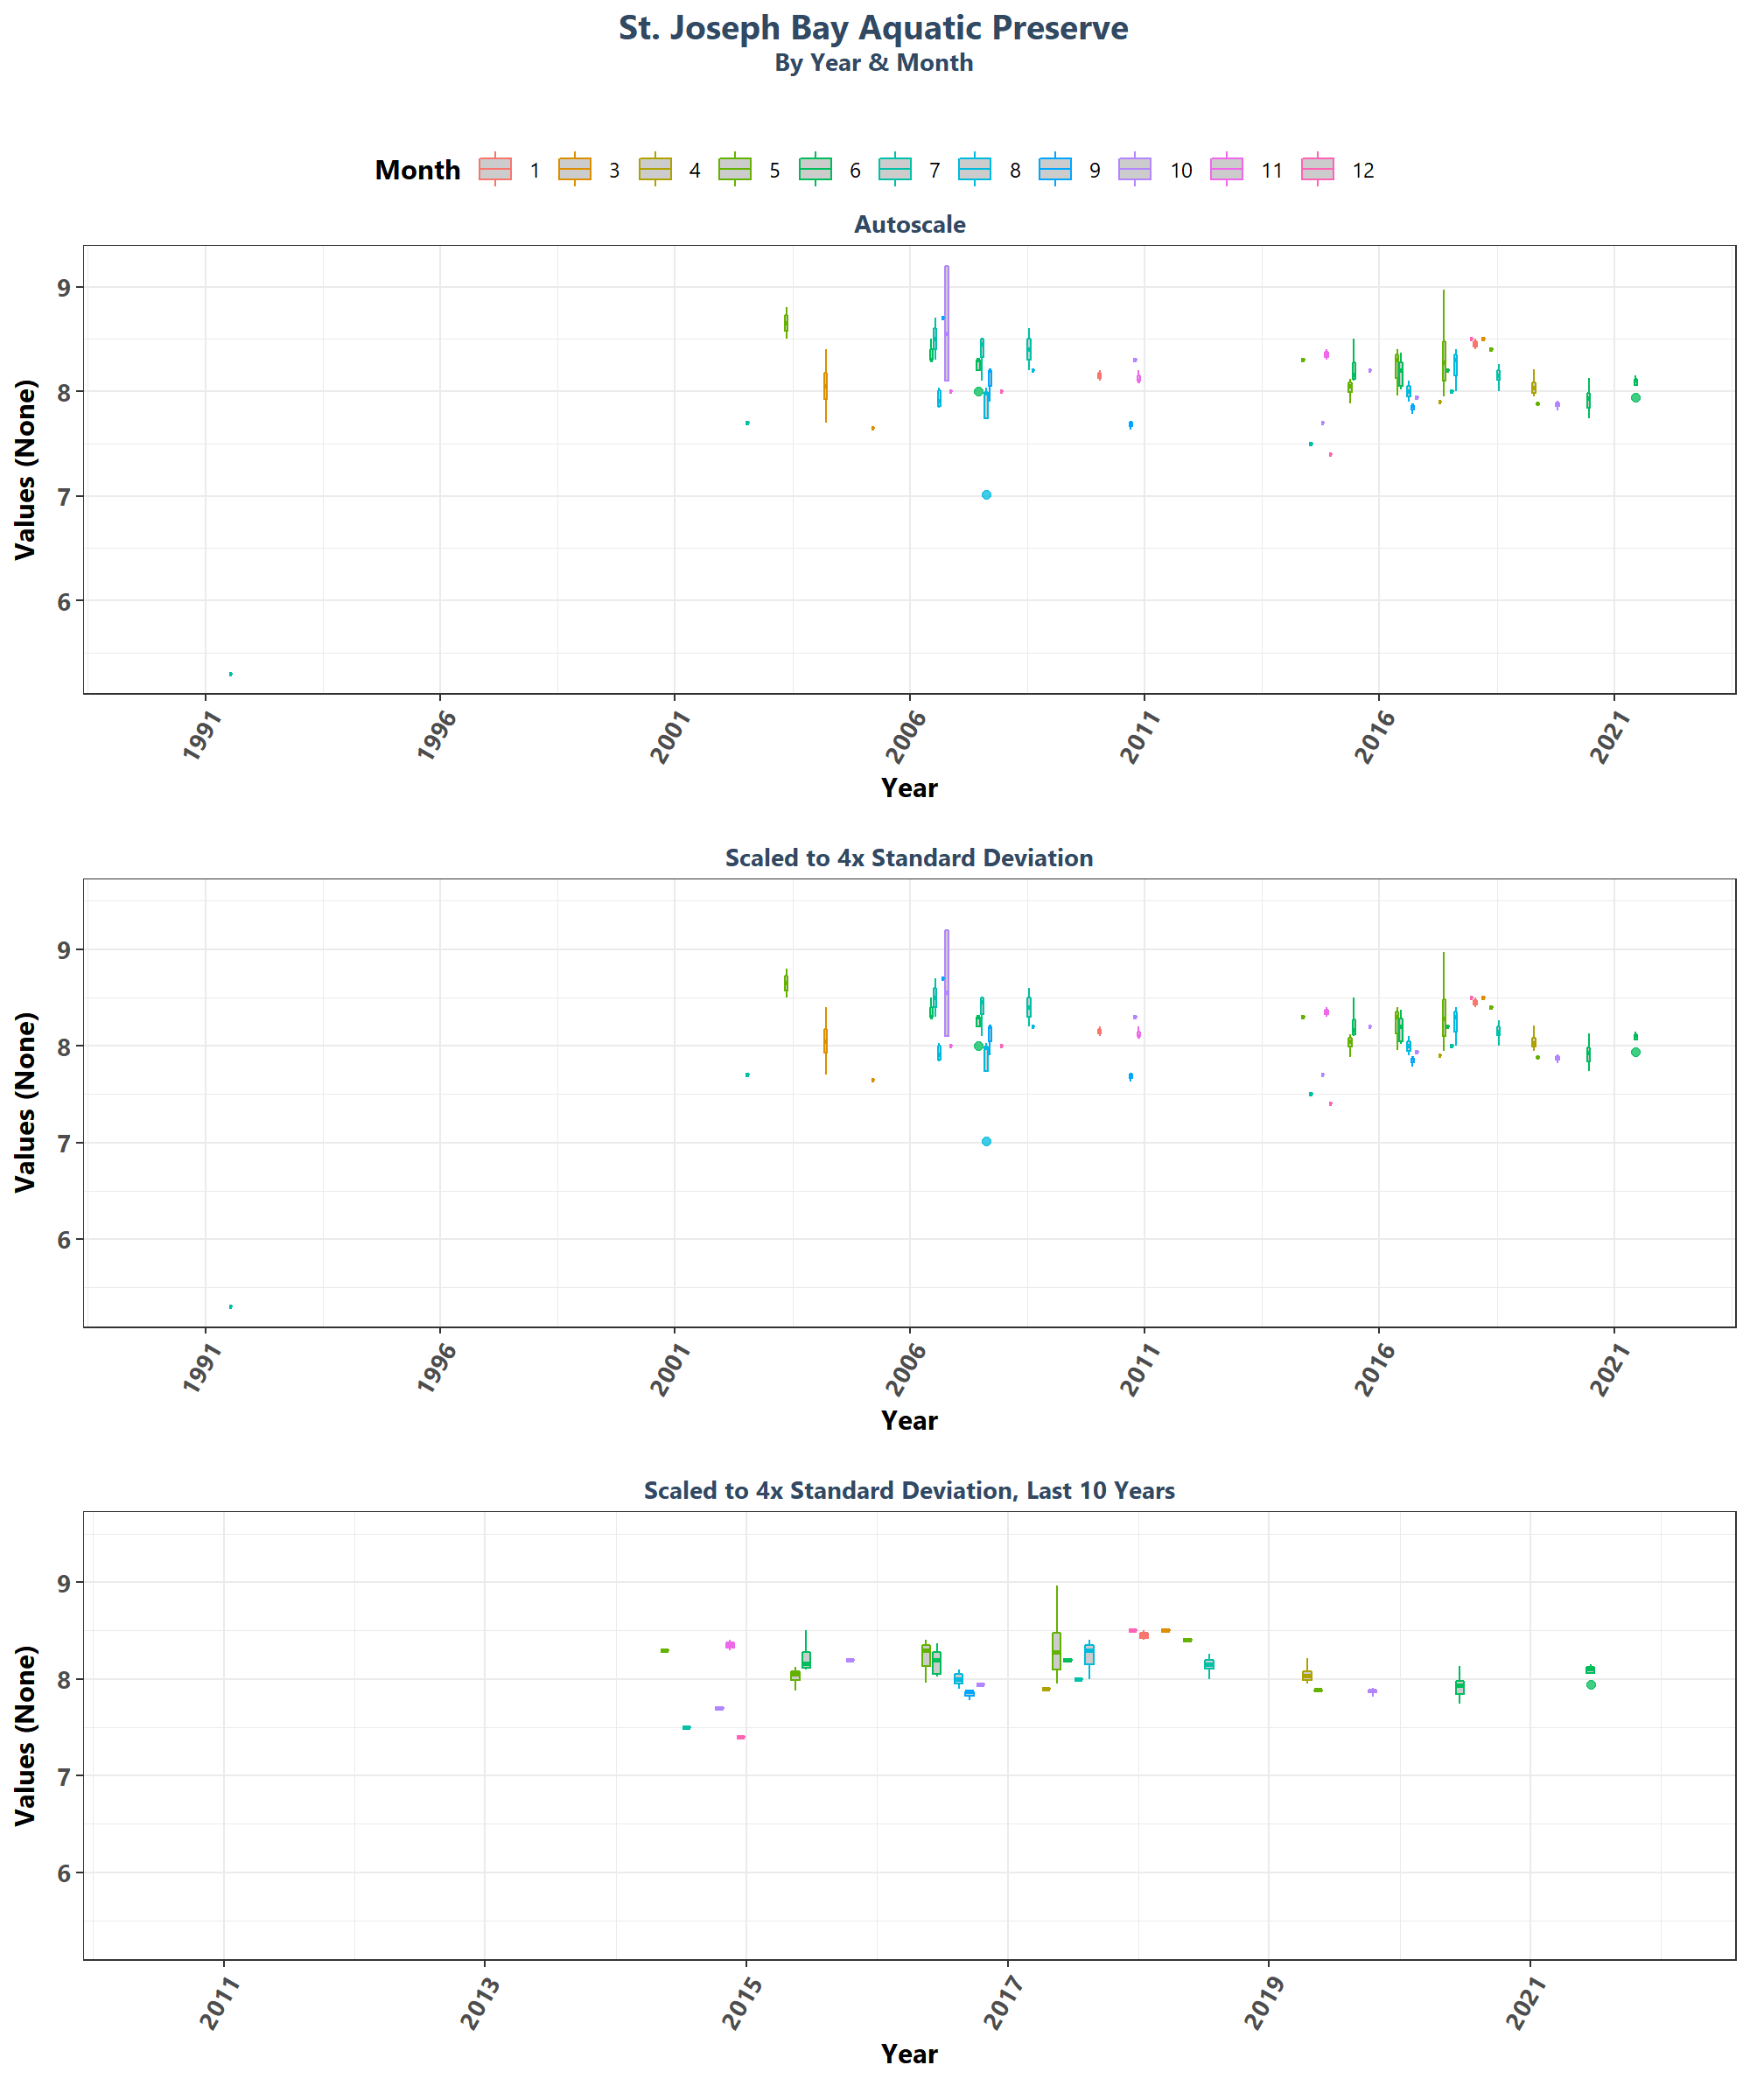 St. Joseph Bay Aquatic Preserve
By Year & Month
Month 1 3 4 5 6 7 8 9 10 11 12
Autoscale
Values (None)
9
8
7
6
1991 1996 2001 2006 2011 2016 2021
Year
Scaled to 4x Standard Deviation
Values (None)
9
8
7
6
1991 1996 2001 2006 2011 2016 2021
Year
Scaled to 4x Standard Deviation, Last 10 Years
Values (None)
9
8
7
6
2011 2013 2015 2017 2019 2021
Year